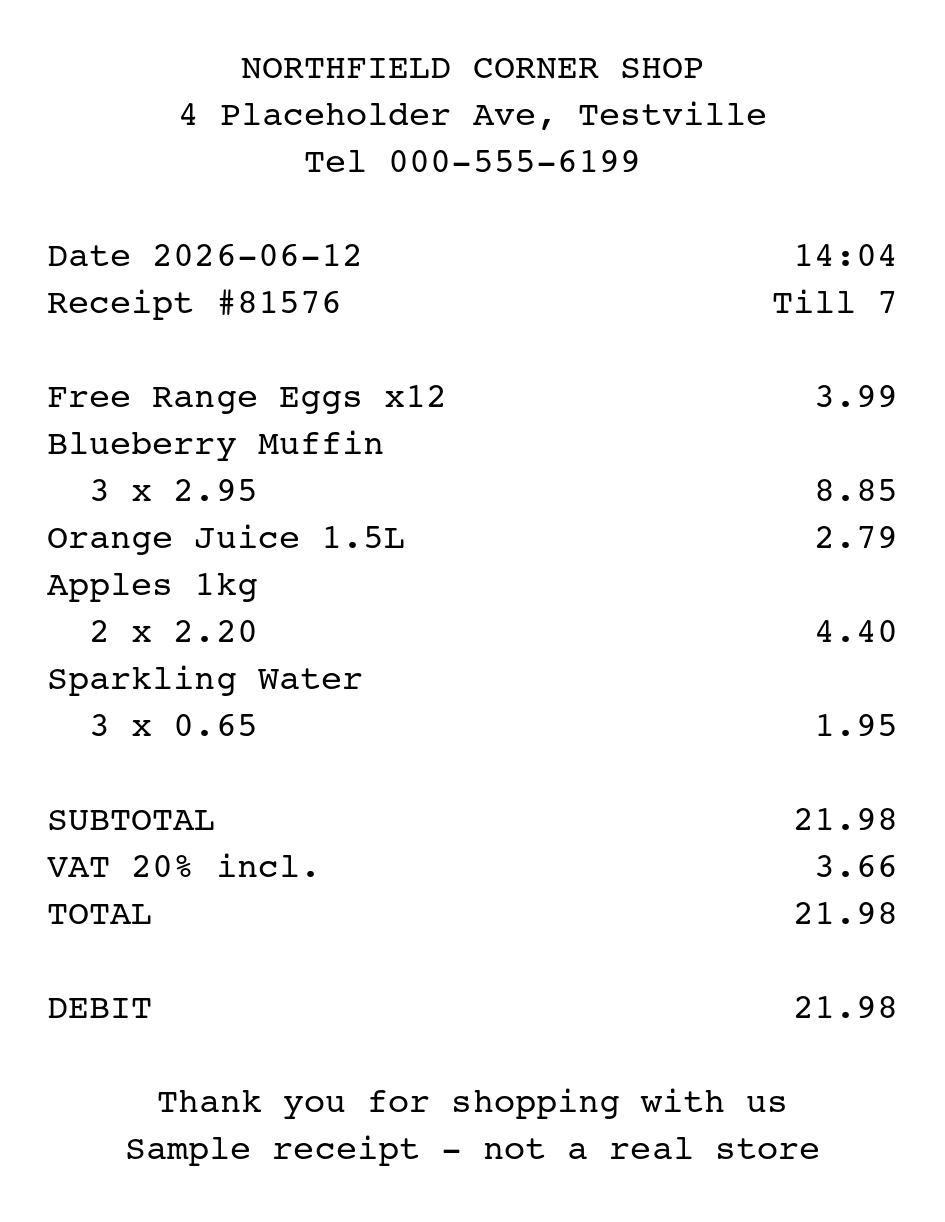 NORTHFIELD CORNER SHOP
4 Placeholder Ave, Testville
Tel 000-555-6199
Date 2026-06-12 14:04
Receipt #81576 Till 7
Free Range Eggs x12 3.99
Blueberry Muffin
3 x 2.95 8.85
Orange Juice 1.5L 2.79
Apples 1kg
2 x 2.20 4.40
Sparkling Water
3 x 0.65 1.95
SUBTOTAL 21.98
VAT 20% incl. 3.66
TOTAL 21.98
DEBIT 21.98
Thank you for shopping with us
Sample receipt - not a real store